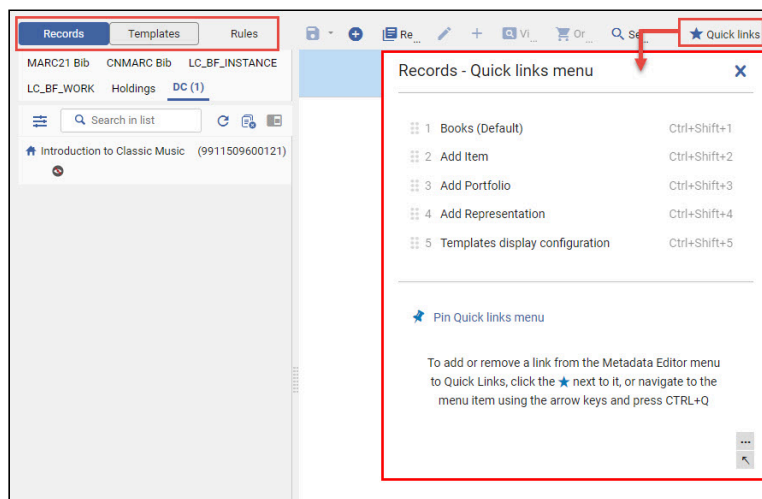 Records Templates Rules
Re... Vi... Or... Se... Quick links
MARC21 Bib CNMARC Bib LC_BF_INSTANCE
LC_BF_WORK Holdings DC (1)
Search in list
Introduction to Classic Music (9911509600121)
Records - Quick links menu
1 Books (Default) Ctrl+Shift+1
2 Add Item Ctrl+Shift+2
3 Add Portfolio Ctrl+Shift+3
4 Add Representation Ctrl+Shift+4
5 Templates display configuration Ctrl+Shift+5
Pin Quick links menu
To add or remove a link from the Metadata Editor menu
to Quick Links, click the ★ next to it, or navigate to the
menu item using the arrow keys and press CTRL+Q